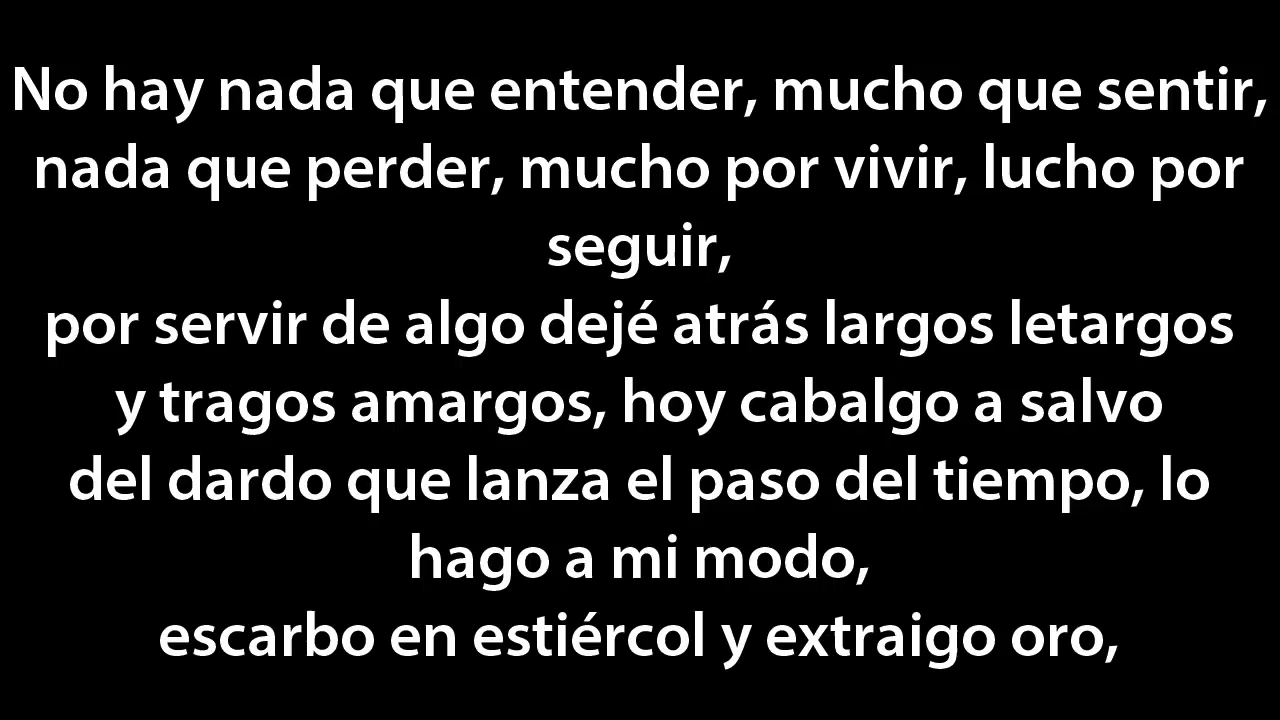 No hay nada que entender, mucho que sentir,
nada que perder, mucho por vivir, lucho por
seguir,
por servir de algo dejé atrás largos letargos
y tragos amargos, hoy cabalgo a salvo
del dardo que lanza el paso del tiempo, lo
hago a mi modo,
escarbo en estiércol y extraigo oro,